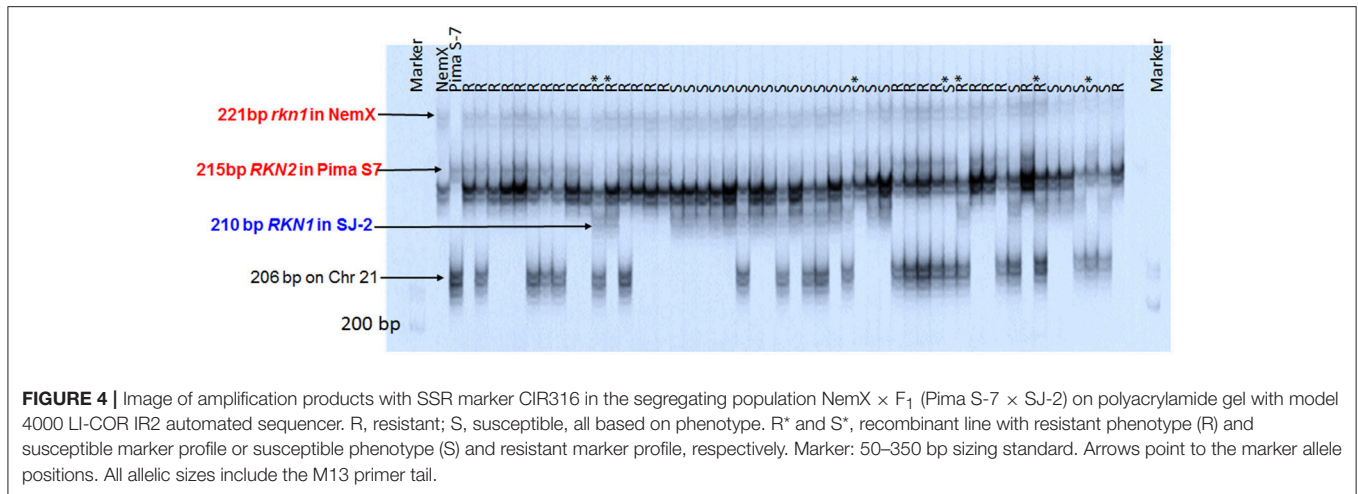 Marker
NemX
Pima S-7
R R R R R R R R R R R* R* R R R R S S S S S S S S S S S S S S S* S S R R R R S* R* R R R S R R* S S S S* S R
Marker
221bp rkn1 in NemX
215bp RKN2 in Pima S7
210 bp RKN1 in SJ-2
206 bp on Chr 21
200 bp
FIGURE 4 | Image of amplification products with SSR marker CIR316 in the segregating population NemX × F1 (Pima S-7 × SJ-2) on polyacrylamide gel with model
4000 LI-COR IR2 automated sequencer. R, resistant; S, susceptible, all based on phenotype. R* and S*, recombinant line with resistant phenotype (R) and
susceptible marker profile or susceptible phenotype (S) and resistant marker profile, respectively. Marker: 50–350 bp sizing standard. Arrows point to the marker allele
positions. All allelic sizes include the M13 primer tail.